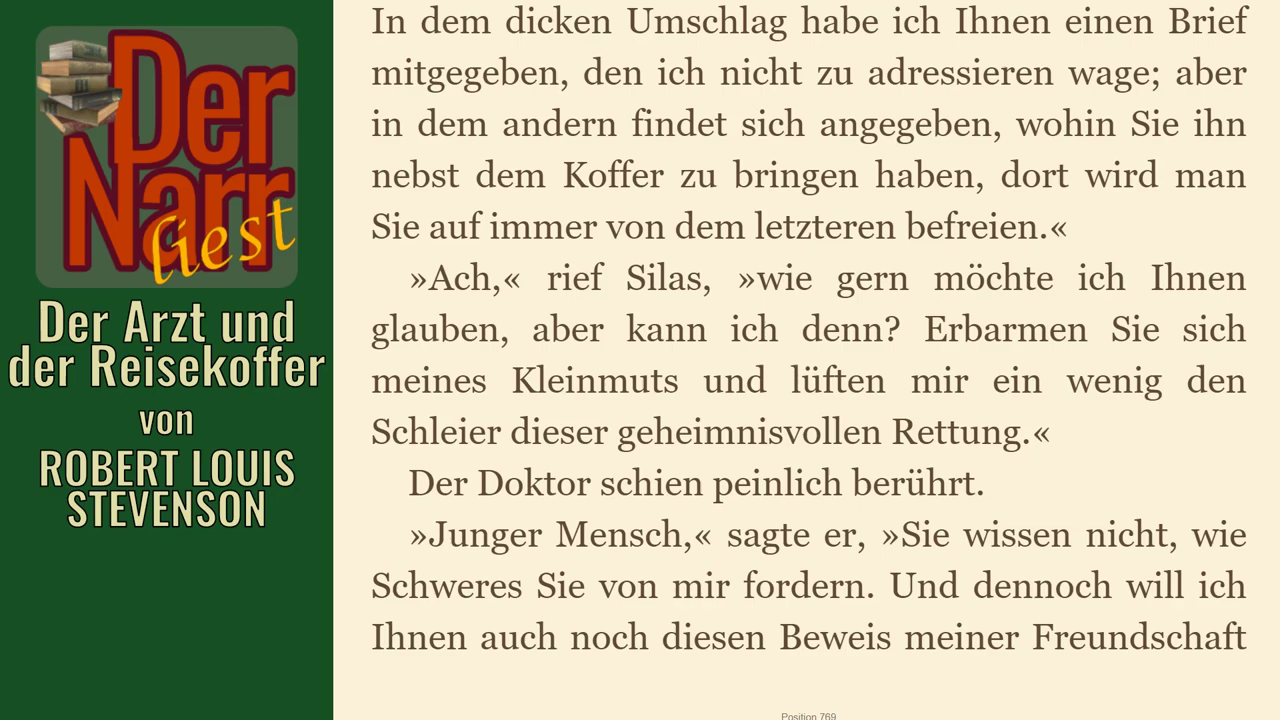 Der
Narr
liest
Der Arzt und
der Reisekoffer
von
ROBERT LOUIS
STEVENSON
In dem dicken Umschlag habe ich Ihnen einen Brief
mitgegeben, den ich nicht zu adressieren wage; aber
in dem andern findet sich angegeben, wohin Sie ihn
nebst dem Koffer zu bringen haben, dort wird man
Sie auf immer von dem letzteren befreien.«
»Ach,« rief Silas, »wie gern möchte ich Ihnen
glauben, aber kann ich denn? Erbarmen Sie sich
meines Kleinmuts und lüften mir ein wenig den
Schleier dieser geheimnisvollen Rettung.«
Der Doktor schien peinlich berührt.
»Junger Mensch,« sagte er, »Sie wissen nicht, wie
Schweres Sie von mir fordern. Und dennoch will ich
Ihnen auch noch diesen Beweis meiner Freundschaft
Position 769